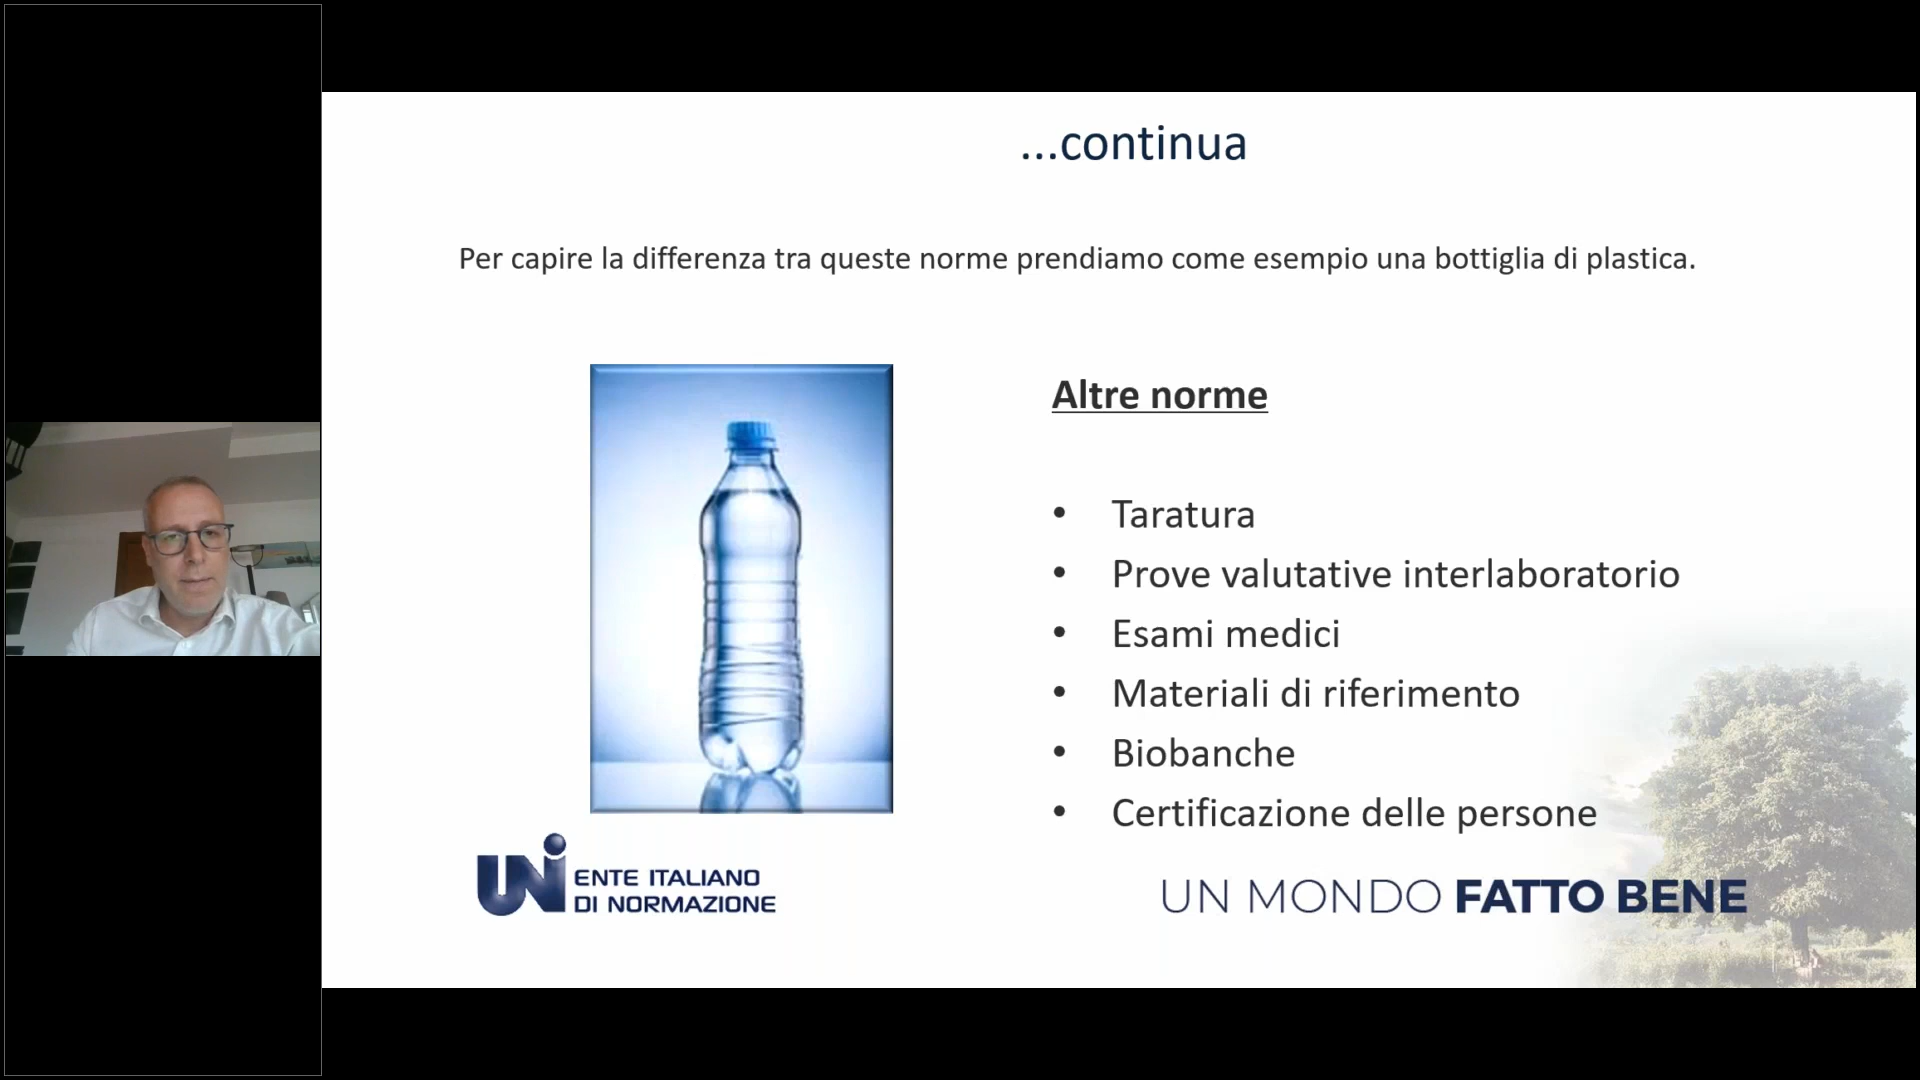 ...continua
Per capire la differenza tra queste norme prendiamo come esempio una bottiglia di plastica.
Altre norme
• Taratura
• Prove valutative interlaboratorio
• Esami medici
• Materiali di riferimento
• Biobanche
• Certificazione delle persone
UNI ENTE ITALIANO
DI NORMAZIONE
UN MONDO FATTO BENE